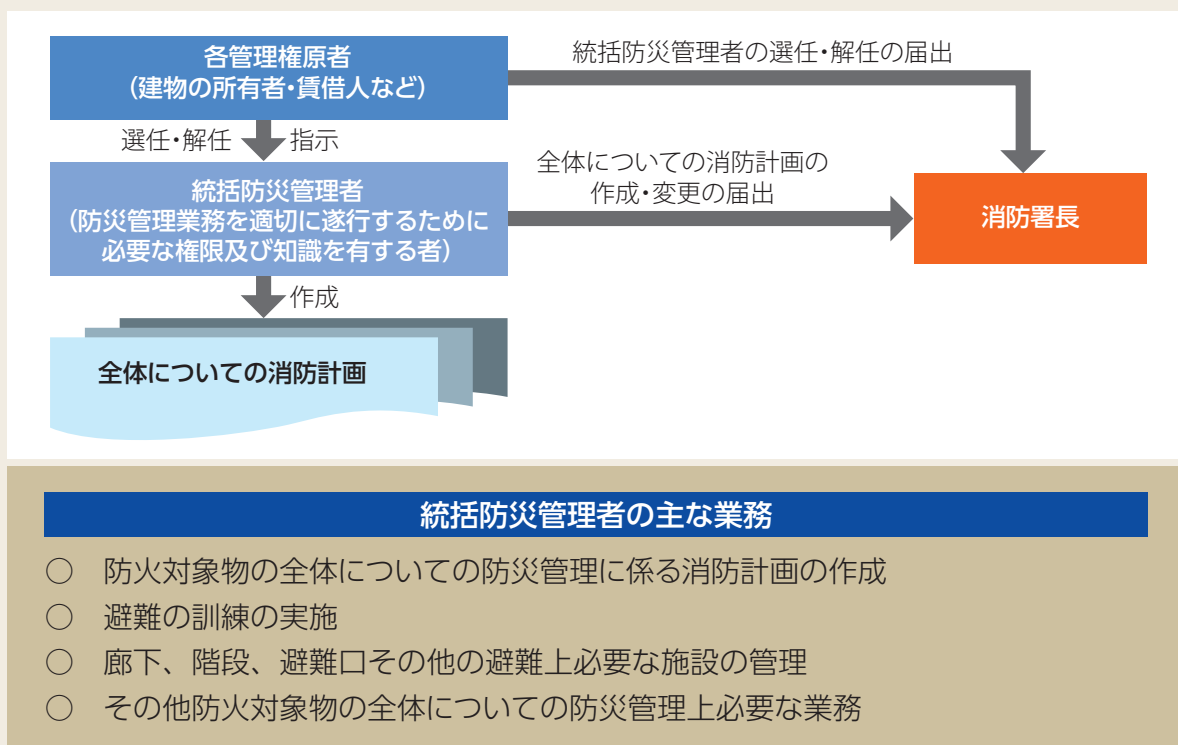 各管理権原者
（建物の所有者・賃借人など）
統括防災管理者の選任・解任の届出
選任・解任
指示
統括防災管理者
（防災管理業務を適切に遂行するために
必要な権限及び知識を有する者）
全体についての消防計画の
作成・変更の届出
消防署長
作成
全体についての消防計画
統括防災管理者の主な業務
○　防火対象物の全体についての防災管理に係る消防計画の作成
○　避難の訓練の実施
○　廊下、階段、避難口その他の避難上必要な施設の管理
○　その他防火対象物の全体についての防災管理上必要な業務